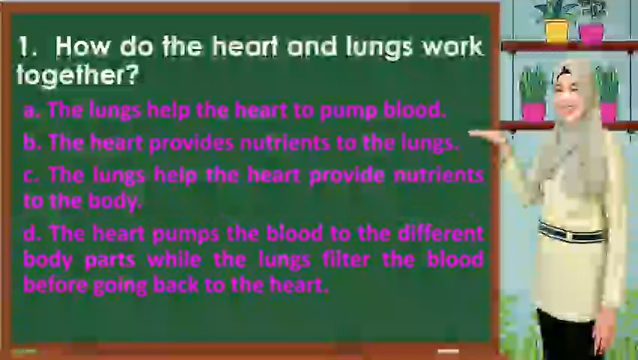 1. How do the heart and lungs work
together?
a. The lungs help the heart to pump blood.
b. The heart provides nutrients to the lungs.
c. The lungs help the heart provide nutrients
to the body.
d. The heart pumps the blood to the different
body parts while the lungs filter the blood
before going back to the heart.